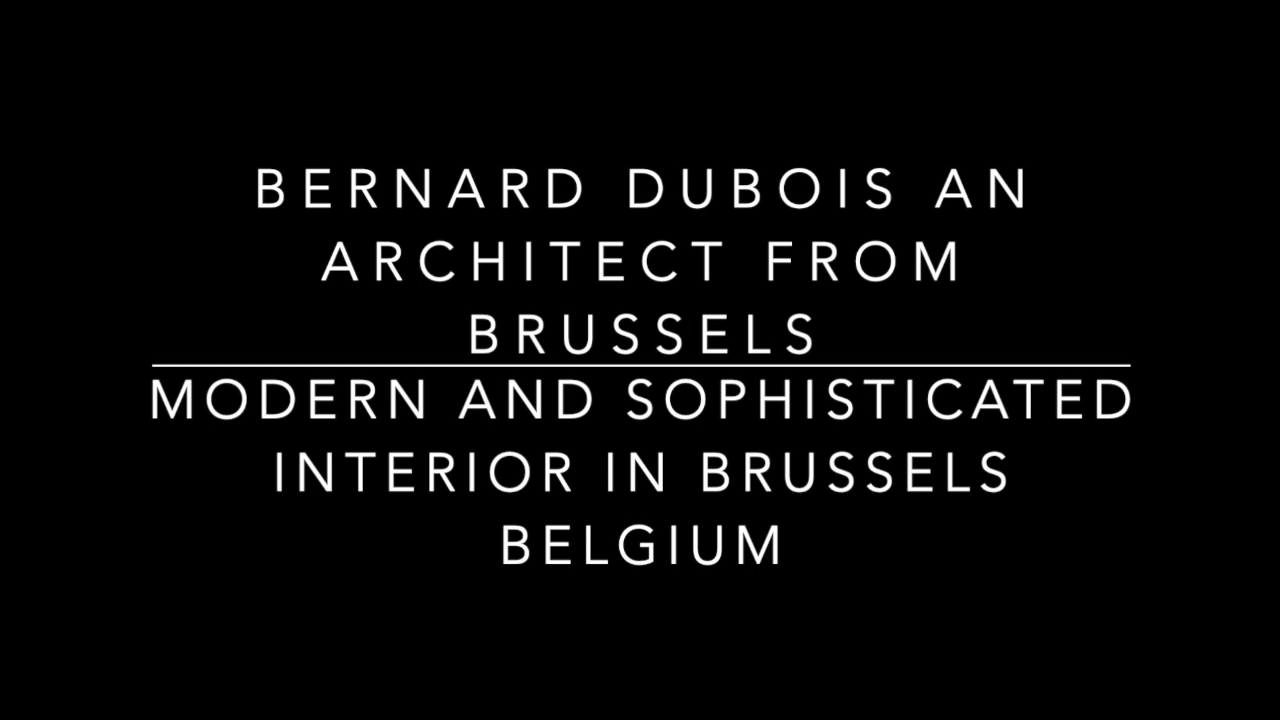 BERNARD DUBOIS AN
ARCHITECT FROM
BRUSSELS
MODERN AND SOPHISTICATED
INTERIOR IN BRUSSELS
BELGIUM